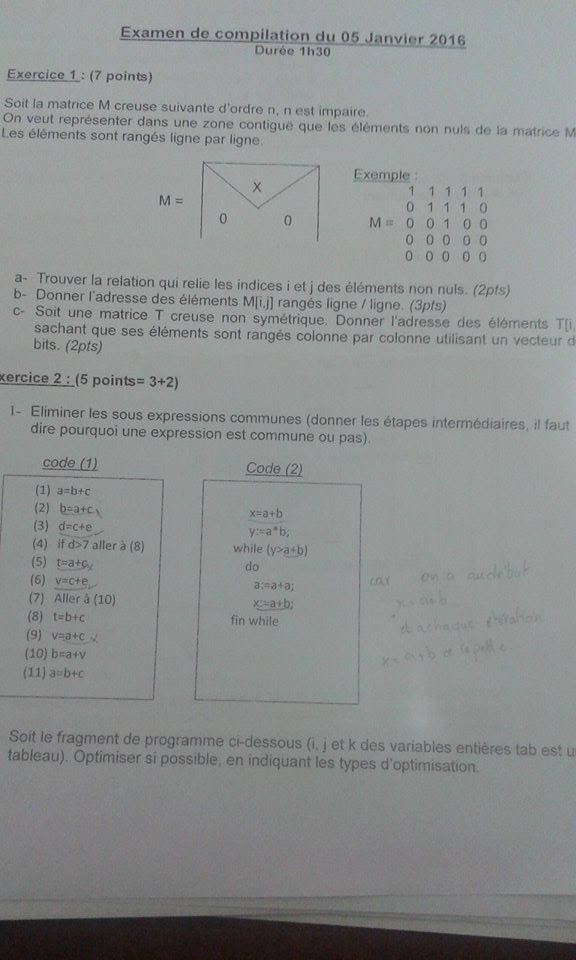 Examen de compilation du 05 Janvier 2016
Durée 1h30
Exercice 1 : (7 points)
Soit la matrice M creuse suivante d'ordre n, n est impaire.
On veut représenter dans une zone contiguë que les éléments non nuls de la matrice M
Les éléments sont rangés ligne par ligne.
M =
X
0 0
Exemple :
1 1 1 1 1
0 1 1 1 0
M = 0 0 1 0 0
0 0 0 0 0
0 0 0 0 0
a- Trouver la relation qui relie les indices i et j des éléments non nuls. (2pts)
b- Donner l'adresse des éléments M[i,j] rangés ligne / ligne. (3pts)
c- Soit une matrice T creuse non symétrique. Donner l'adresse des éléments T[i,
sachant que ses éléments sont rangés colonne par colonne utilisant un vecteur d
bits. (2pts)
xercice 2 : (5 points= 3+2)
1- Eliminer les sous expressions communes (donner les étapes intermédiaires, il faut
dire pourquoi une expression est commune ou pas).
code (1)
(1) a=b+c
(2) b=a+c
(3) d=c+e
(4) if d>7 aller à (8)
(5) t=a+c
(6) v=c+e
(7) Aller à (10)
(8) t=b+c
(9) v=a+c
(10) b=a+v
(11) a=b+c
Code (2)
x=a+b
y:=a*b;
while (y>a+b)
do
a:=a+a;
x:=a+b;
fin while
car on a au debut
x=a+b
et a chaque itération
x=a+b se repette
Soit le fragment de programme ci-dessous (i, j et k des variables entières tab est u
tableau). Optimiser si possible, en indiquant les types d'optimisation.